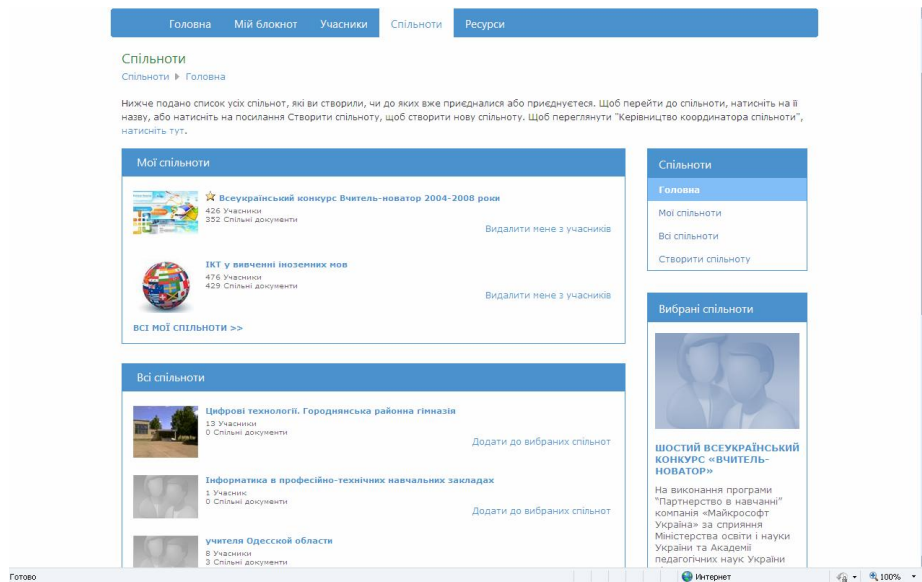 Головна Мій блокнот Учасники Спільноти Ресурси
Спільноти
Спільноти Головна
Нижче подано список усіх спільнот, які ви створили, чи до яких вже приєдналися або приєднуєтеся. Щоб перейти до спільноти, натисніть на її
назву, або натисніть на посилання Створити спільноту, щоб створити нову спільноту. Щоб переглянути "Керівництво координатора спільноти",
натисніть тут.
Мої спільноти
Всеукраїнський конкурс Вчитель-новатор 2004-2008 роки
426 Учасники
352 Спільні документи
Видалити мене з учасників
ІКТ у вивченні іноземних мов
476 Учасники
429 Спільні документи
Видалити мене з учасників
ВСІ МОЇ СПІЛЬНОТИ >>
Всі спільноти
Цифрові технології. Городнянська районна гімназія
13 Учасники
0 Спільні документи
Додати до вибраних спільнот
Інформатика в професійно-технічних навчальних закладах
1 Учасник
0 Спільні документи
Додати до вибраних спільнот
учителя Одесской области
8 Учасники
3 Спільні документи
Спільноти
Головна
Мої спільноти
Всі спільноти
Створити спільноту
Вибрані спільноти
ШОСТИЙ ВСЕУКРАЇНСЬКИЙ
КОНКУРС «ВЧИТЕЛЬ-
НОВАТОР»
На виконання програми
"Партнерство в навчанні"
компанія «Майкрософт
Україна» за сприяння
Міністерства освіти і науки
України та Академії
педагогічних наук України
Готово Интернет 100%